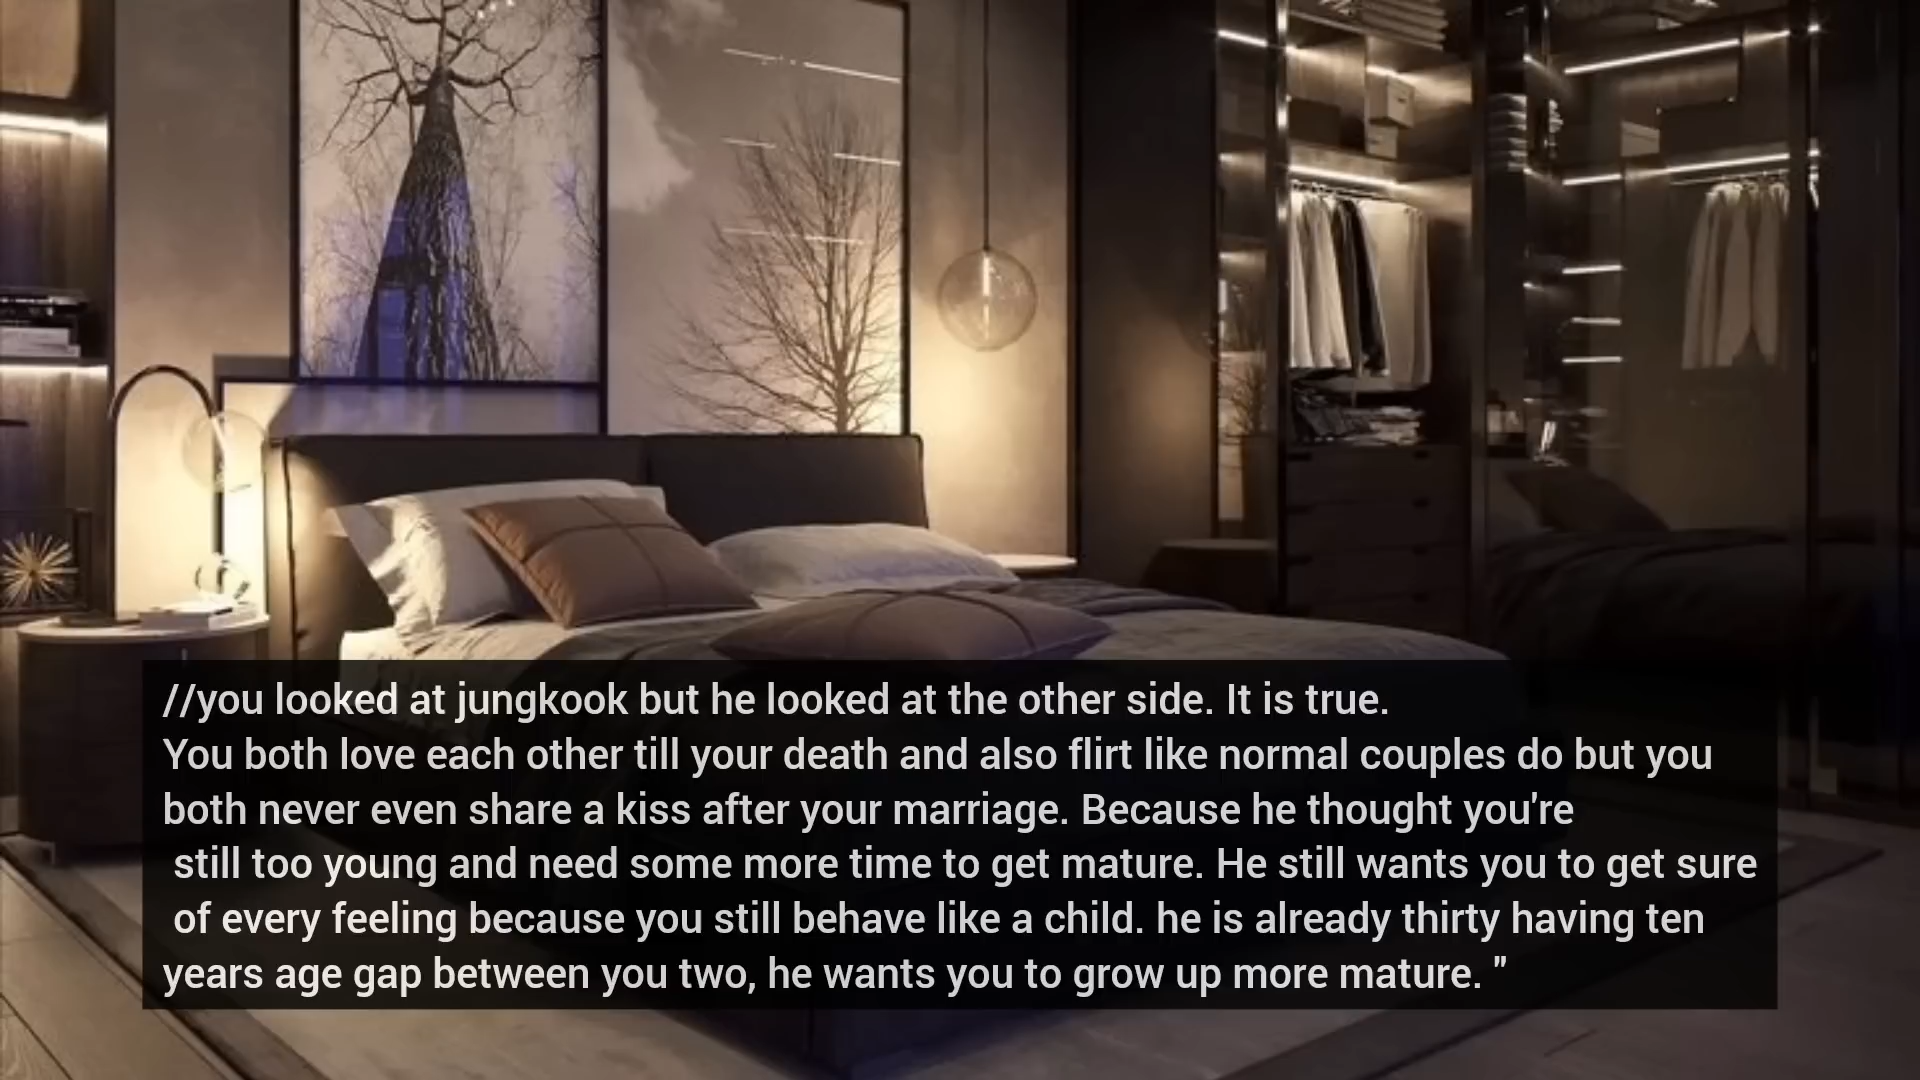 //you looked at jungkook but he looked at the other side. It is true.
You both love each other till your death and also flirt like normal couples do but you
both never even share a kiss after your marriage. Because he thought you're
still too young and need some more time to get mature. He still wants you to get sure
of every feeling because you still behave like a child. he is already thirty having ten
years age gap between you two, he wants you to grow up more mature. "